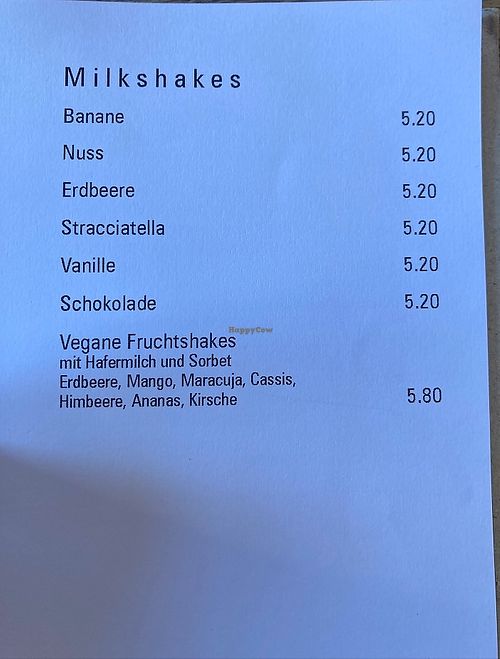 Milkshakes
Banane 5.20
Nuss 5.20
Erdbeere 5.20
Stracciatella 5.20
Vanille 5.20
Schokolade 5.20
HappyCow
Vegane Fruchtshakes
mit Hafermilch und Sorbet
Erdbeere, Mango, Maracuja, Cassis,
Himbeere, Ananas, Kirsche 5.80